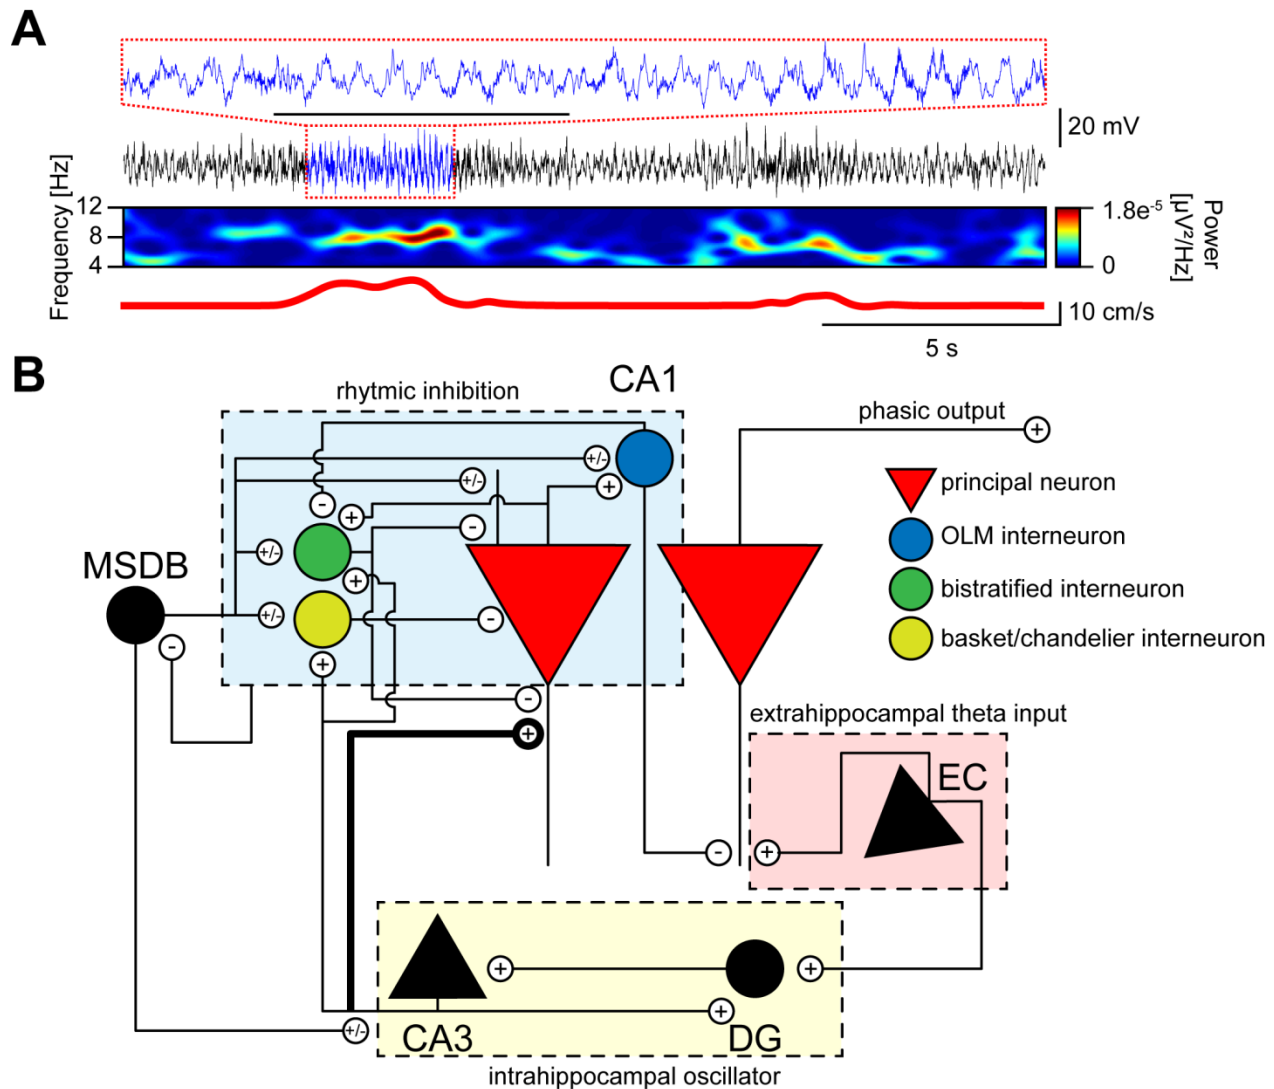 A
20 mV
Frequency [Hz]
12
8
4
1.8e-5
0
Power
[µV²/Hz]
10 cm/s
5 s
B
rhytmic inhibition
CA1
phasic output
+
+/-
+/-
+
-
+
-
+/-
+
+/-
-
+
-
-
+
MSDB
principal neuron
OLM interneuron
bistratified interneuron
basket/chandelier interneuron
extrahippocampal theta input
EC
-
+
+
+
+
+/-
CA3
DG
intrahippocampal oscillator